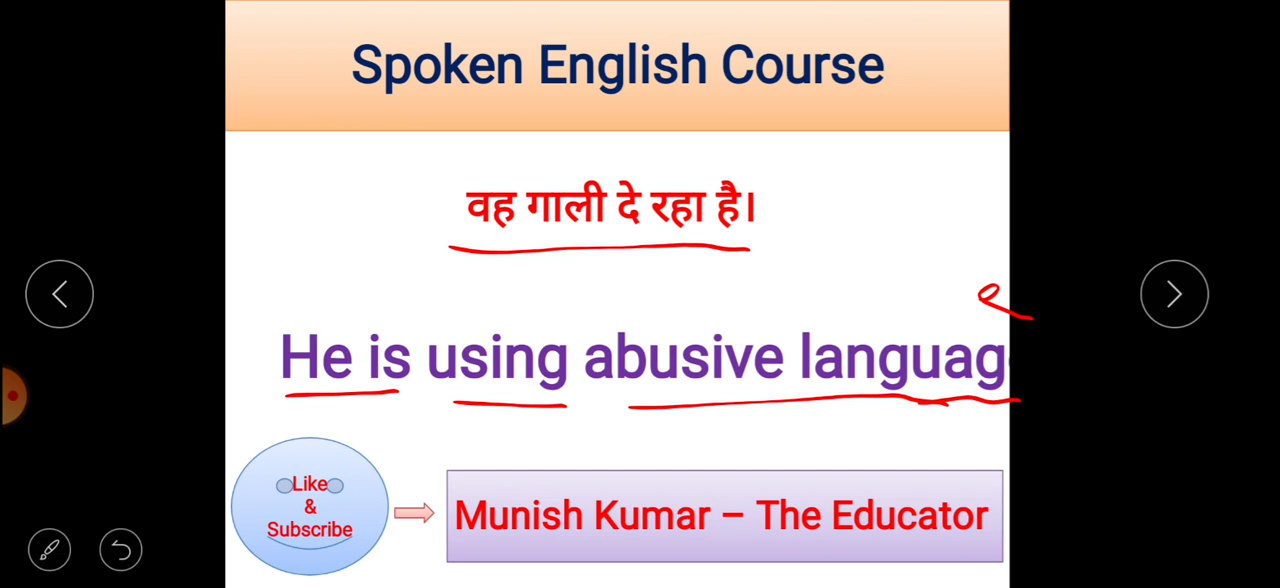 Spoken English Course
वह गाली दे रहा है।
He is using abusive languag
Like
&
Subscribe
Munish Kumar – The Educator